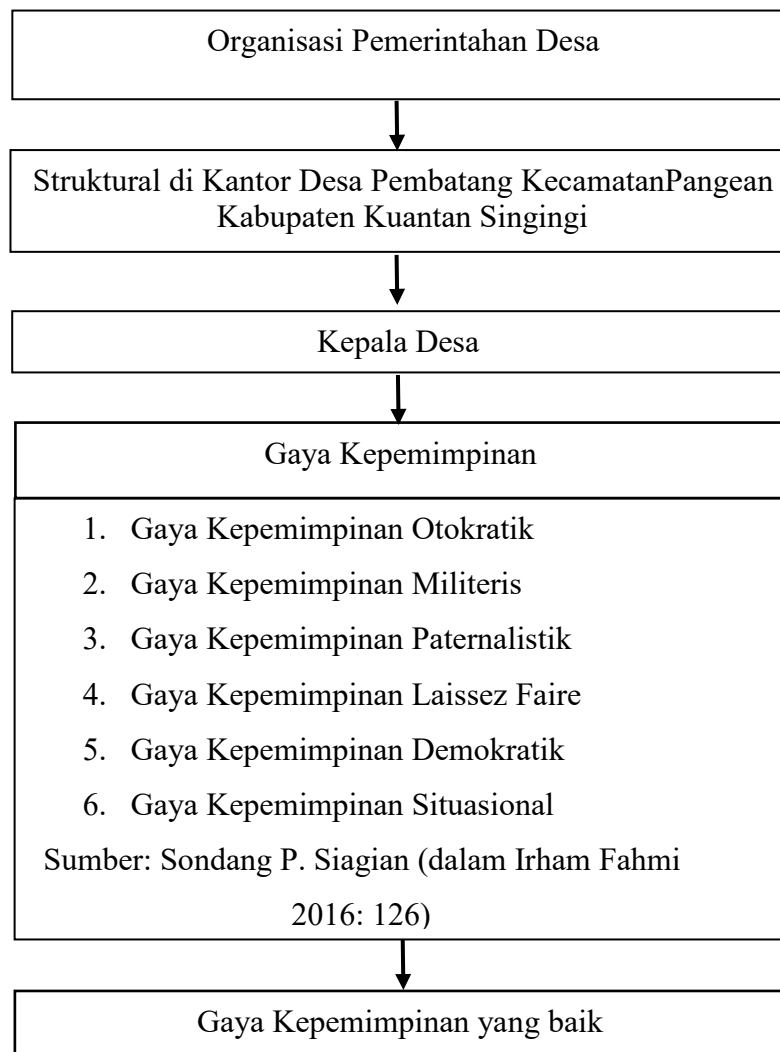 Organisasi Pemerintahan Desa
Struktural di Kantor Desa Pembatang KecamatanPangean
Kabupaten Kuantan Singingi
Kepala Desa
Gaya Kepemimpinan
1. Gaya Kepemimpinan Otokratik
2. Gaya Kepemimpinan Militeris
3. Gaya Kepemimpinan Paternalistik
4. Gaya Kepemimpinan Laissez Faire
5. Gaya Kepemimpinan Demokratik
6. Gaya Kepemimpinan Situasional
Sumber: Sondang P. Siagian (dalam Irham Fahmi
2016: 126)
Gaya Kepemimpinan yang baik